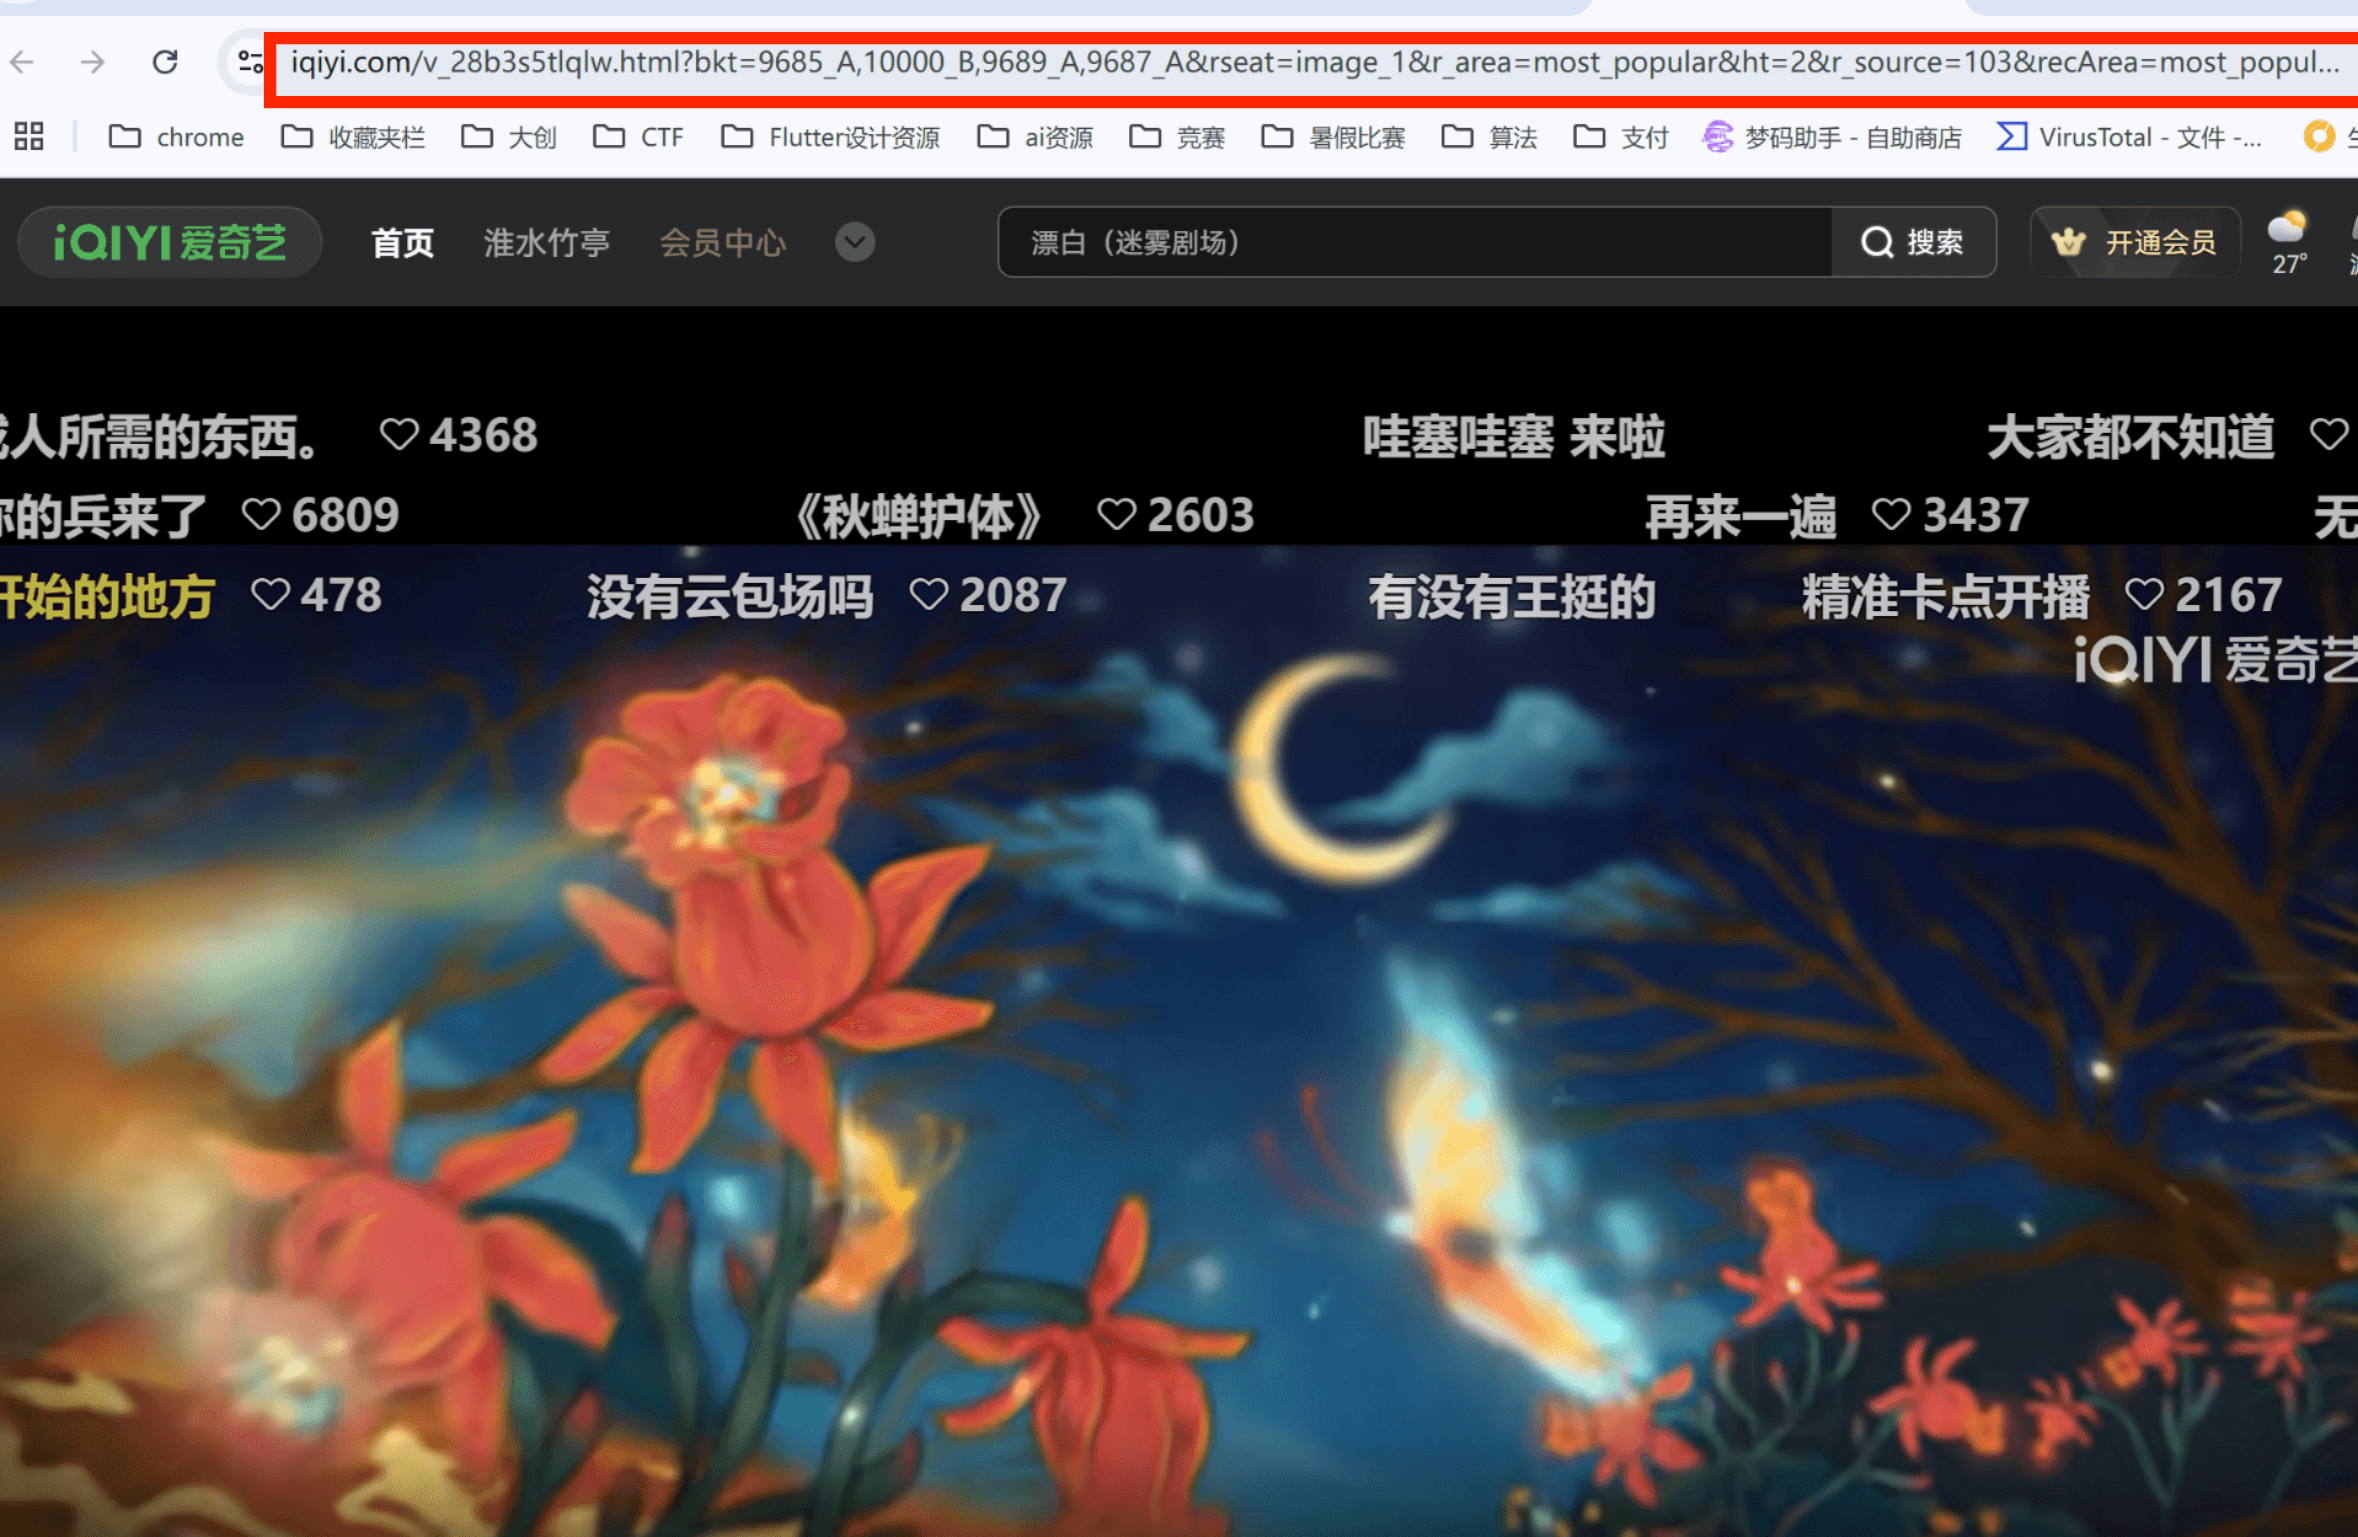 iqiyi.com/v_28b3s5tlqlw.html?bkt=9685_A,10000_B,9689_A,9687_A&rseat=image_1&r_area=most_popular&ht=2&r_source=103&recArea=most_popul...
chrome 收藏夹栏 大创 CTF Flutter设计资源 ai资源 竞赛 暑假比赛 算法 支付 梦码助手 - 自助商店 VirusTotal - 文件 -...
iQIYI 爱奇艺 首页 淮水竹亭 会员中心 漂白（迷雾剧场） 搜索 开通会员 27°
人所需的东西。 4368 哇塞哇塞 来啦 大家都不知道
你的兵来了 6809 《秋蝉护体》 2603 再来一遍 3437 无
开始的地方 478 没有云包场吗 2087 有没有王挺的 精准卡点开播 2167
iQIYI 爱奇艺